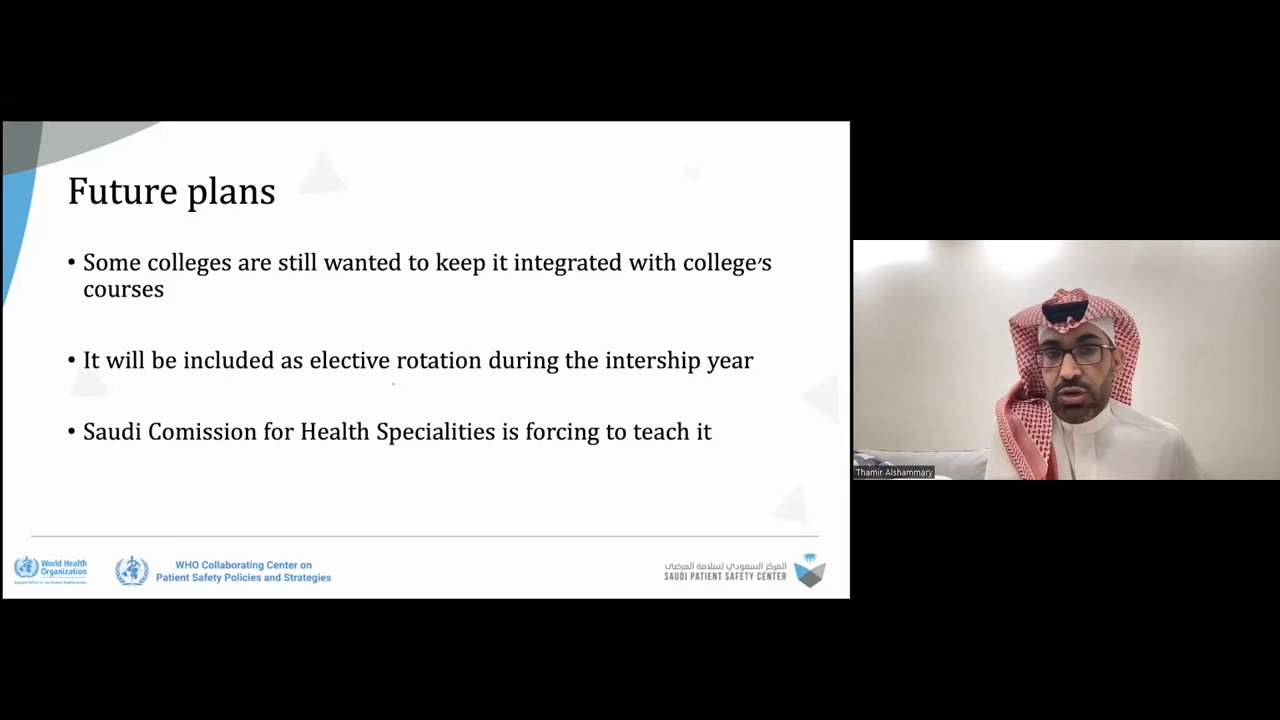 Future plans
• Some colleges are still wanted to keep it integrated with college's
courses
• It will be included as elective rotation during the intership year
• Saudi Comission for Health Specialities is forcing to teach it
World Health
Organization
WHO Collaborating Center on
Patient Safety Policies and Strategies
المركز السعودي لسلامة المرضى
SAUDI PATIENT SAFETY CENTER
Thamir Alshammary